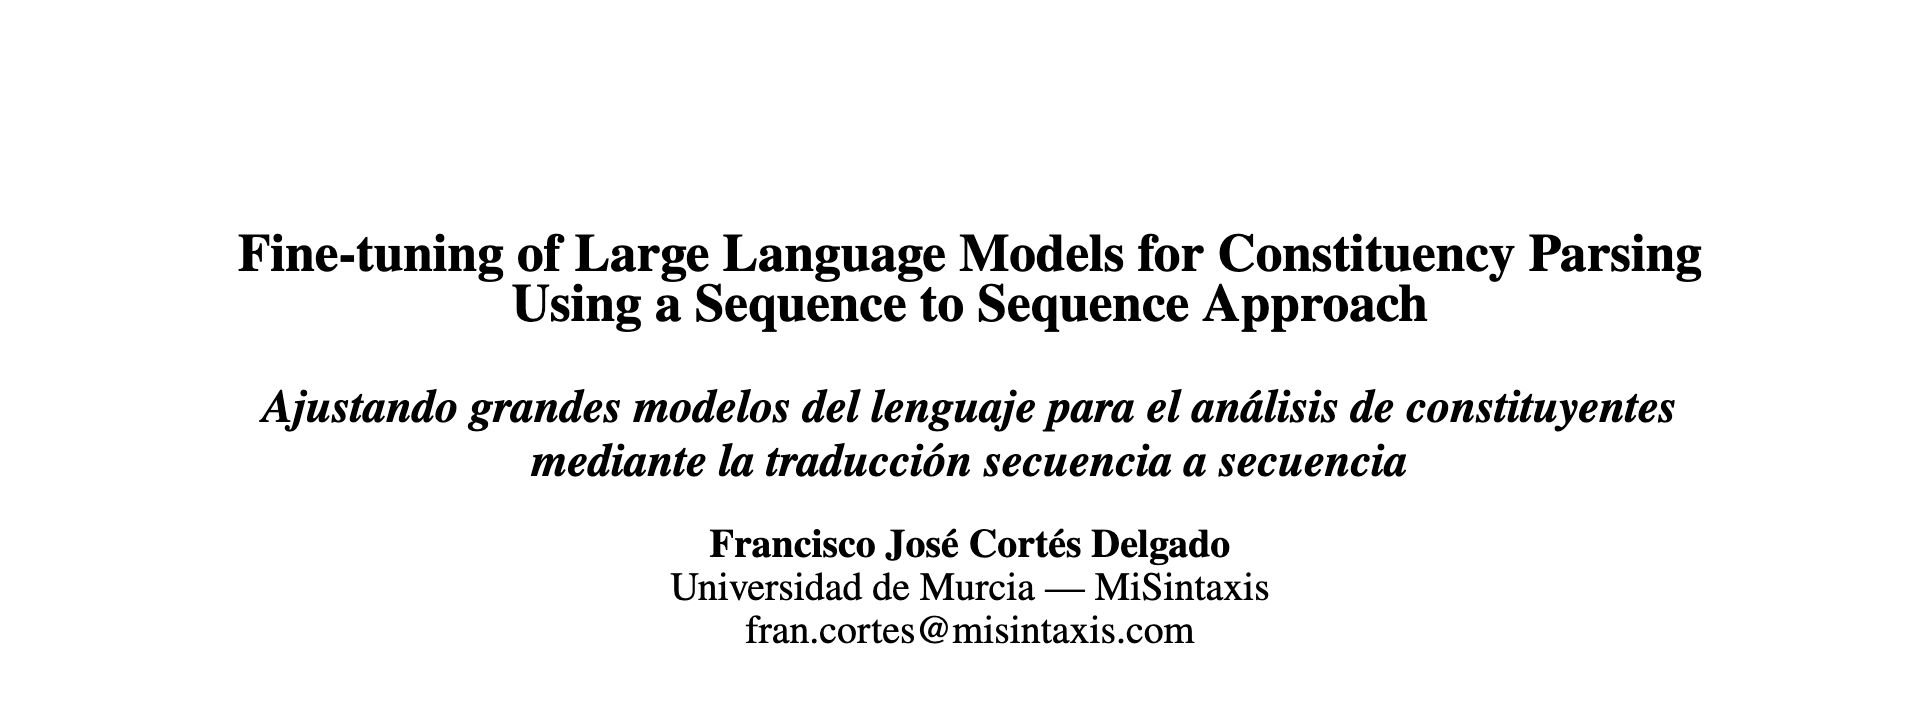 Fine-tuning of Large Language Models for Constituency Parsing
Using a Sequence to Sequence Approach
Ajustando grandes modelos del lenguaje para el análisis de constituyentes
mediante la traducción secuencia a secuencia
Francisco José Cortés Delgado
Universidad de Murcia — MiSintaxis
fran.cortes@misintaxis.com